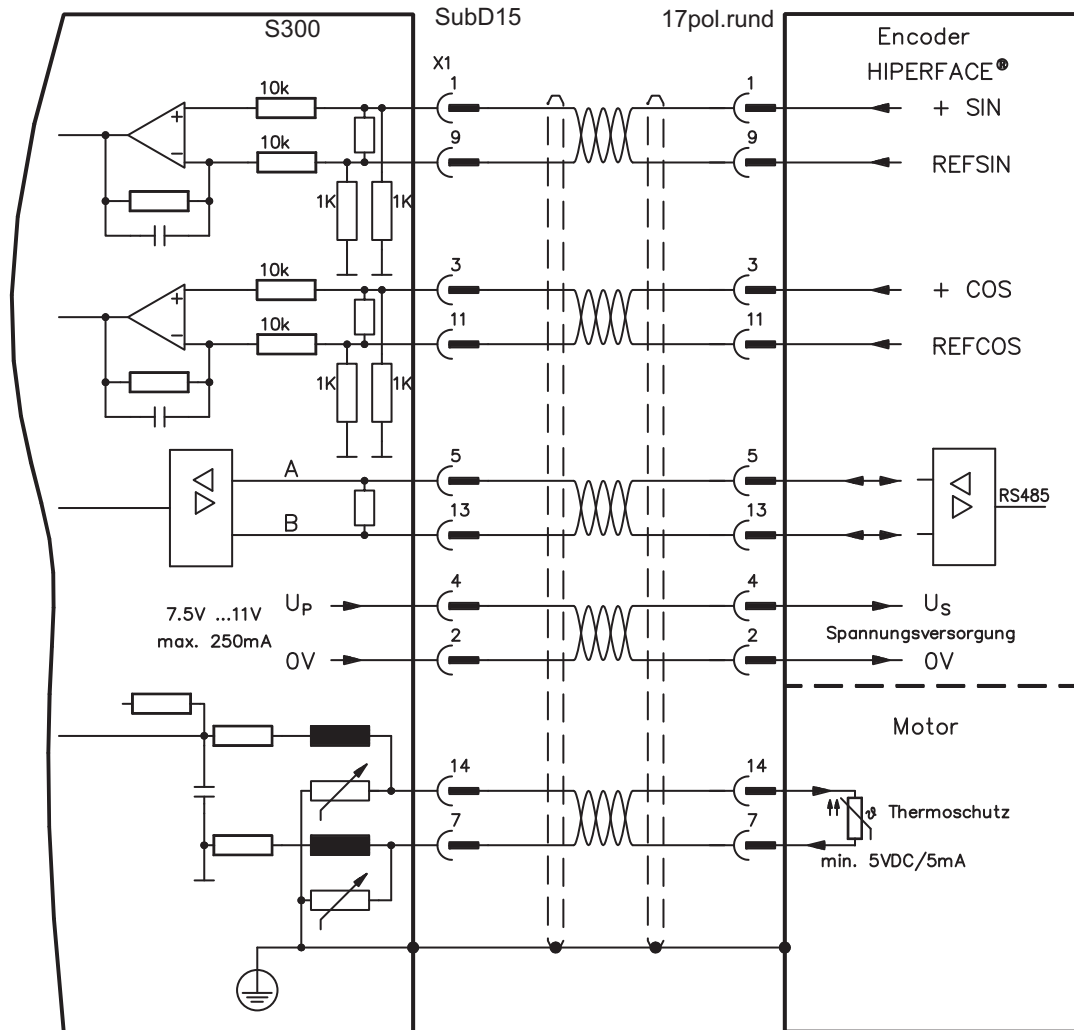 S300
SubD15
17pol.rund
Encoder
HIPERFACE®
X1
10k
1
1
+ SIN
+
10k
9
9
REFSIN
−
1K
1K
10k
3
3
+ COS
+
10k
11
11
REFCOS
−
1K
1K
A
5
5
RS485
B
13
13
7.5V ...11V
max. 250mA
UP
4
4
US
Spannungsversorgung
0V
2
2
0V
Motor
14
14
ϑ Thermoschutz
7
7
min. 5VDC/5mA